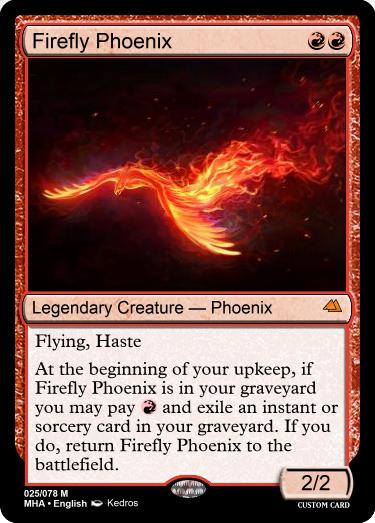 Firefly Phoenix
Legendary Creature — Phoenix
Flying, Haste
At the beginning of your upkeep, if
Firefly Phoenix is in your graveyard
you may pay and exile an instant or
sorcery card in your graveyard. If you
do, return Firefly Phoenix to the
battlefield.
2/2
025/078 M
MHA • English Kedros
CUSTOM CARD